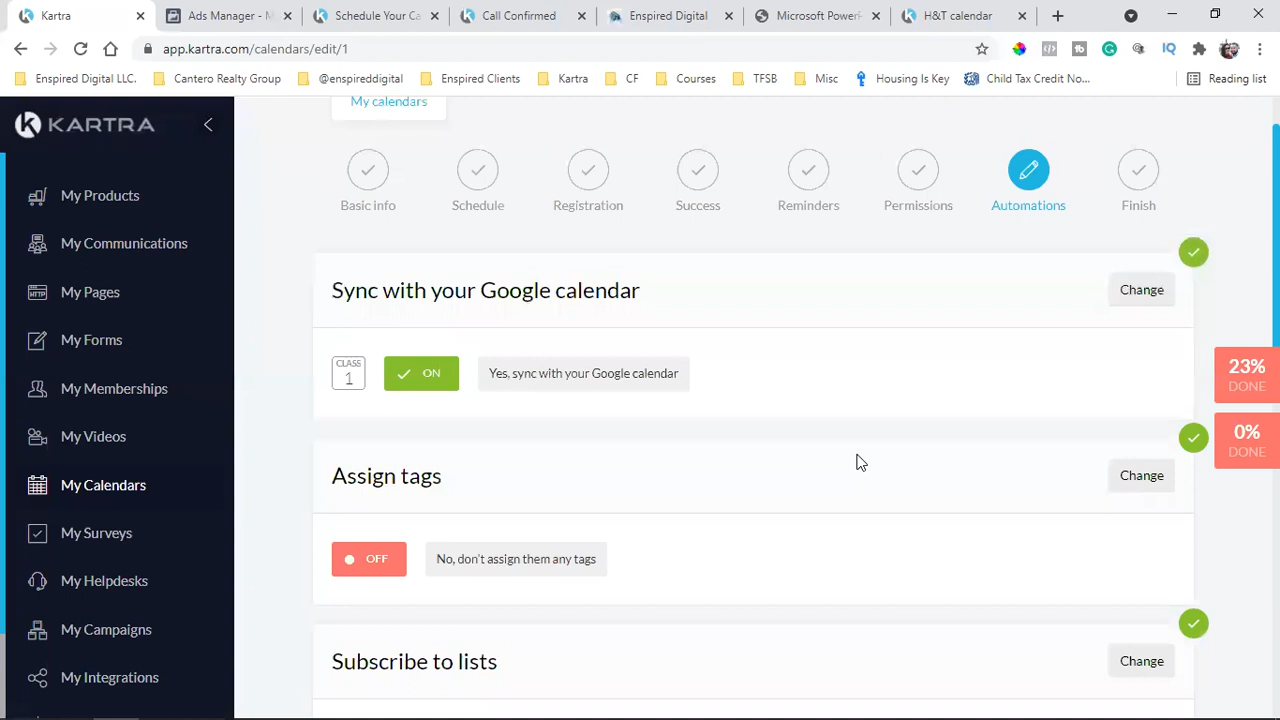 Kartra
Ads Manager - M
Schedule Your Ca
Call Confirmed
Enspired Digital
Microsoft Power
H&T calendar
app.kartra.com/calendars/edit/1
Enspired Digital LLC.
Cantero Realty Group
@enspireddigital
Enspired Clients
Kartra
CF
Courses
TFSB
Misc
Housing Is Key
Child Tax Credit No...
Reading list
KARTRA
My calendars
Basic info
Schedule
Registration
Success
Reminders
Permissions
Automations
Finish
My Products
My Communications
My Pages
My Forms
My Memberships
My Videos
My Calendars
My Surveys
My Helpdesks
My Campaigns
My Integrations
Sync with your Google calendar
Change
CLASS
1
ON
Yes, sync with your Google calendar
23%
DONE
0%
DONE
Assign tags
Change
OFF
No, don't assign them any tags
Subscribe to lists
Change